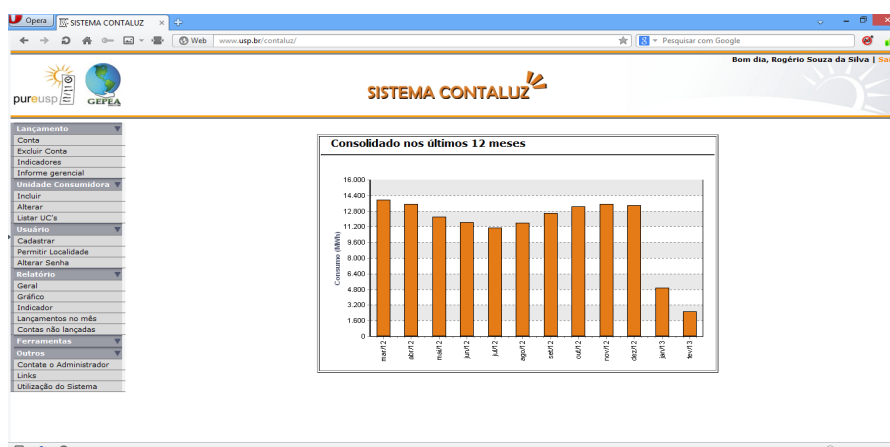 Opera
SISTEMA CONTALUZ
Web
www.usp.br/contaluz/
Pesquisar com Google
Bom dia, Rogério Souza da Silva |
pureusp
GEPEA
SISTEMA CONTALUZ
Lançamento
Conta
Excluir Conta
Indicadores
Informe gerencial
Unidade Consumidora
Incluir
Alterar
Listar UC's
Usuário
Cadastrar
Permitir Localidade
Alterar Senha
Relatório
Geral
Gráfico
Indicador
Lançamentos no mês
Contas não lançadas
Ferramentas
Outros
Contate o Administrador
Links
Utilização do Sistema
Consolidado nos últimos 12 meses
Consumo (MWh)
16.000
14.400
12.800
11.200
9.600
8.000
6.400
4.800
3.200
1.600
0
mar/12
abr/12
mai/12
jun/12
jul/12
ago/12
set/12
out/12
nov/12
dez/12
jan/13
fev/13